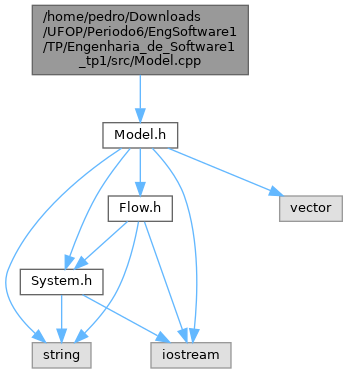 /home/pedro/Downloads
/UFOP/Periodo6/EngSoftware1
/TP/Engenharia_de_Software1
_tp1/src/Model.cpp
Model.h
Flow.h
vector
System.h
string
iostream